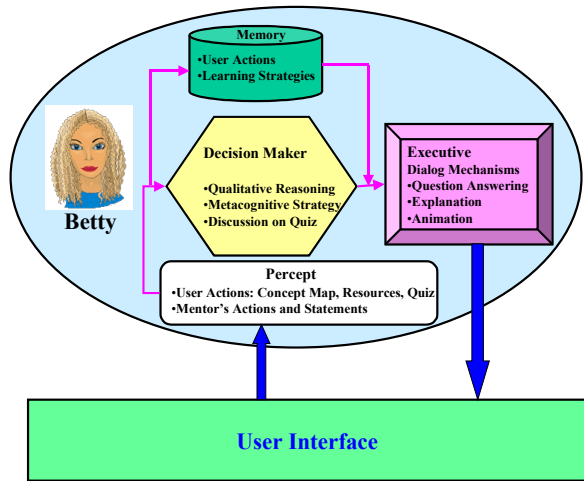 Memory
•User Actions
•Learning Strategies
Betty
Decision Maker
•Qualitative Reasoning
•Metacognitive Strategy
•Discussion on Quiz
Executive
Dialog Mechanisms
•Question Answering
•Explanation
•Animation
Percept
•User Actions: Concept Map, Resources, Quiz
•Mentor's Actions and Statements
User Interface